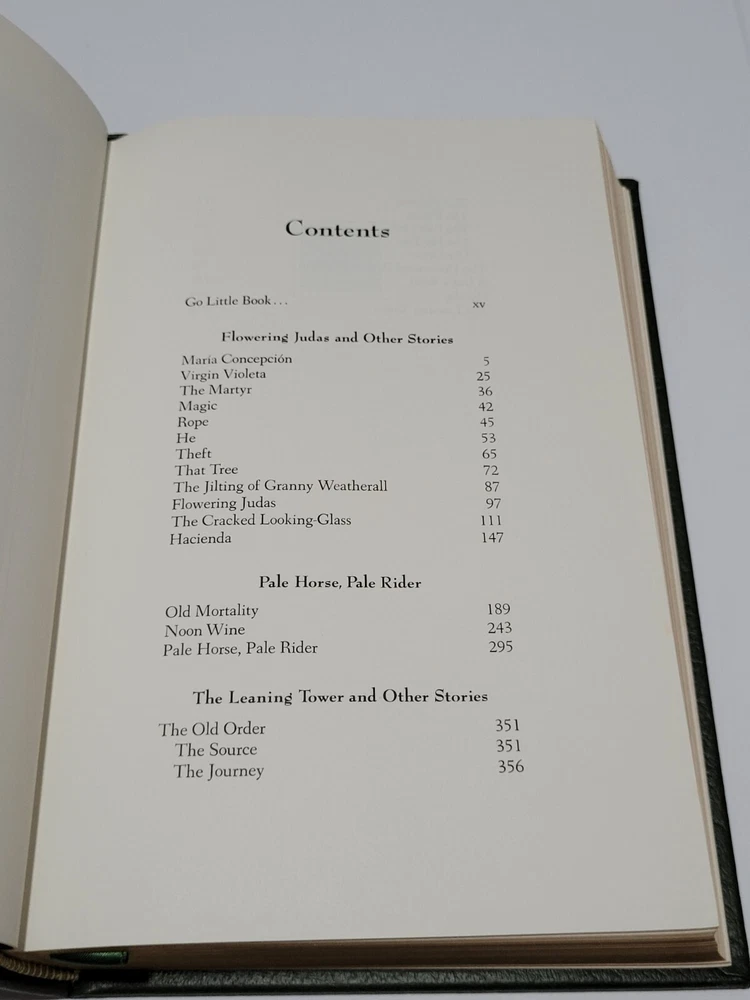 Contents
Go Little Book... xv
Flowering Judas and Other Stories
María Concepción 5
Virgin Violeta 25
The Martyr 36
Magic 42
Rope 45
He 53
Theft 65
That Tree 72
The Jilting of Granny Weatherall 87
Flowering Judas 97
The Cracked Looking-Glass 111
Hacienda 147
Pale Horse, Pale Rider
Old Mortality 189
Noon Wine 243
Pale Horse, Pale Rider 295
The Leaning Tower and Other Stories
The Old Order 351
The Source 351
The Journey 356